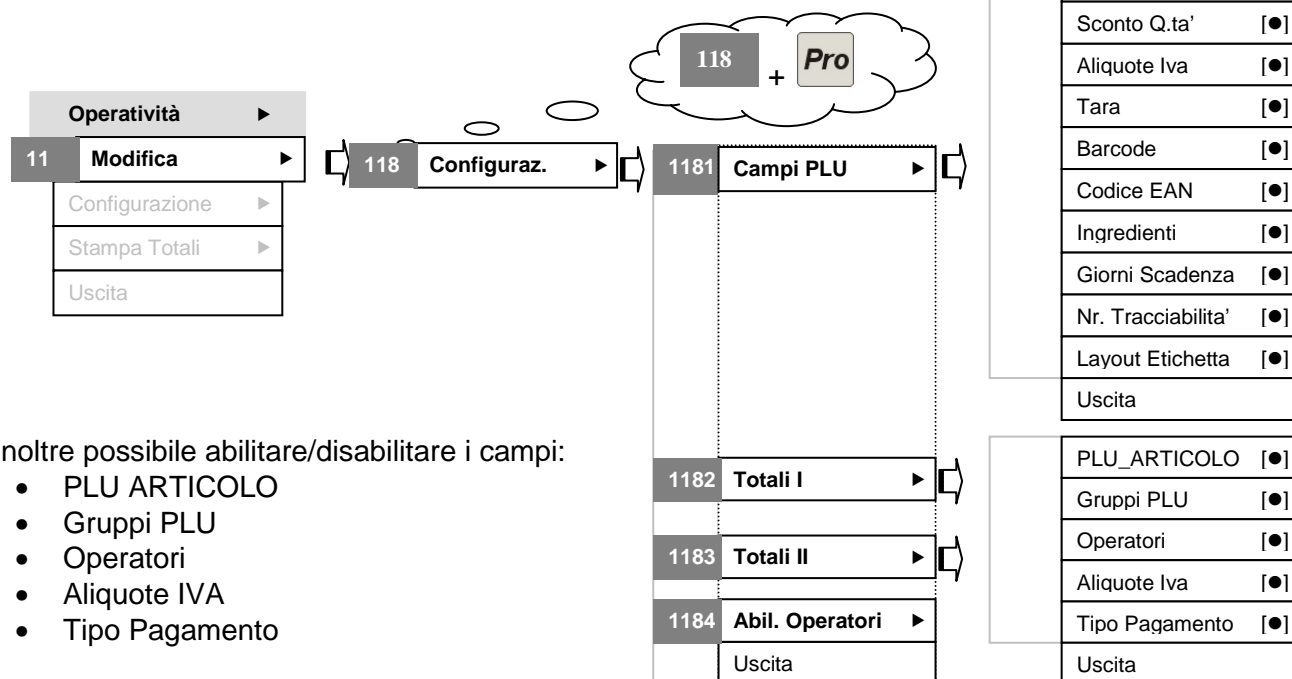 118 + Pro
Operatività ►
11 Modifica ►
Configurazione ►
Stampa Totali ►
Uscita
118 Configuraz. ►
1181 Campi PLU ►
Sconto Q.ta’ [●]
Aliquote Iva [●]
Tara [●]
Barcode [●]
Codice EAN [●]
Ingredienti [●]
Giorni Scadenza [●]
Nr. Tracciabilita’ [●]
Layout Etichetta [●]
Uscita
noltre possibile abilitare/disabilitare i campi:
• PLU ARTICOLO
• Gruppi PLU
• Operatori
• Aliquote IVA
• Tipo Pagamento
1182 Totali I ►
1183 Totali II ►
1184 Abil. Operatori ►
Uscita
PLU_ARTICOLO [●]
Gruppi PLU [●]
Operatori [●]
Aliquote Iva [●]
Tipo Pagamento [●]
Uscita